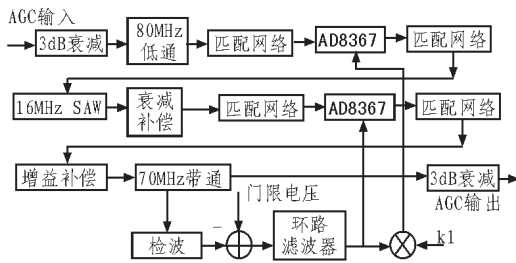 AGC输入
3dB衰减
80MHz
低通
匹配网络
AD8367
匹配网络
16MHz SAW
衰减
补偿
匹配网络
AD8367
匹配网络
增益补偿
70MHz带通
门限电压
3dB衰减
AGC输出
检波
-
环路
滤波器
k1